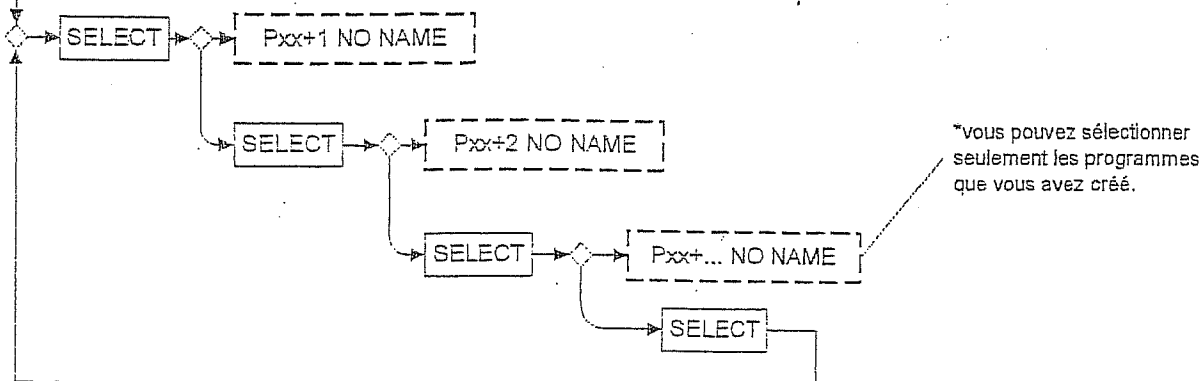 SELECT
Pxx+1 NO NAME
SELECT
Pxx+2 NO NAME
*vous pouvez sélectionner
seulement les programmes
que vous avez créé.
SELECT
Pxx+... NO NAME
SELECT